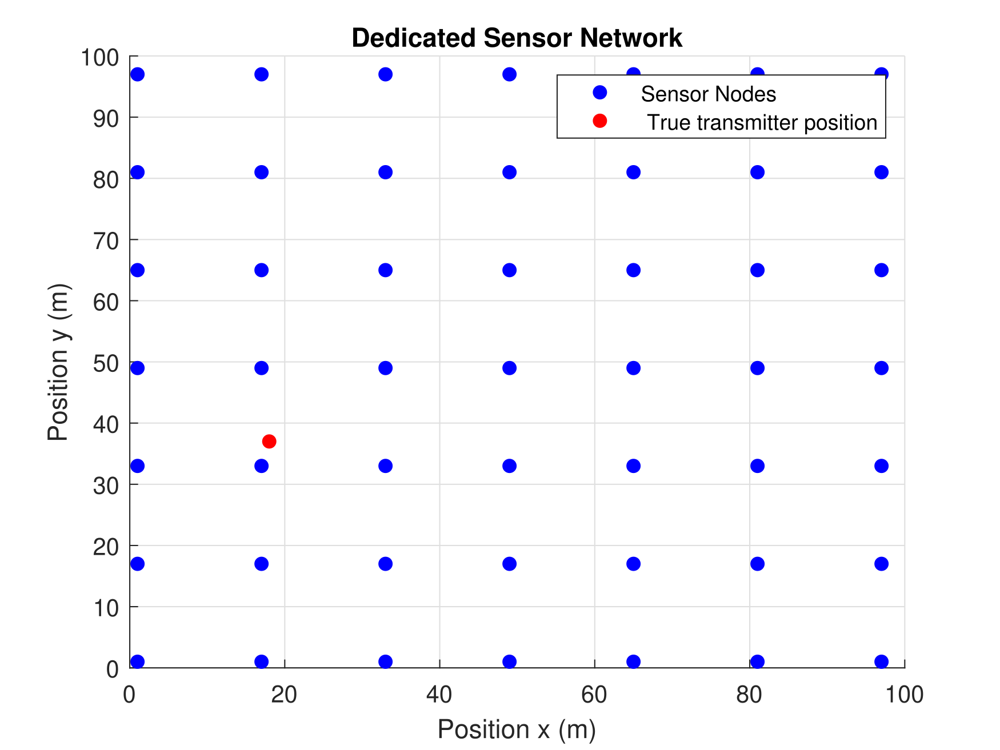 Dedicated Sensor Network
100
90
80
70
60
50
40
30
20
10
0
0 20 40 60 80 100
Position x (m)
Position y (m)
Sensor Nodes
True transmitter position